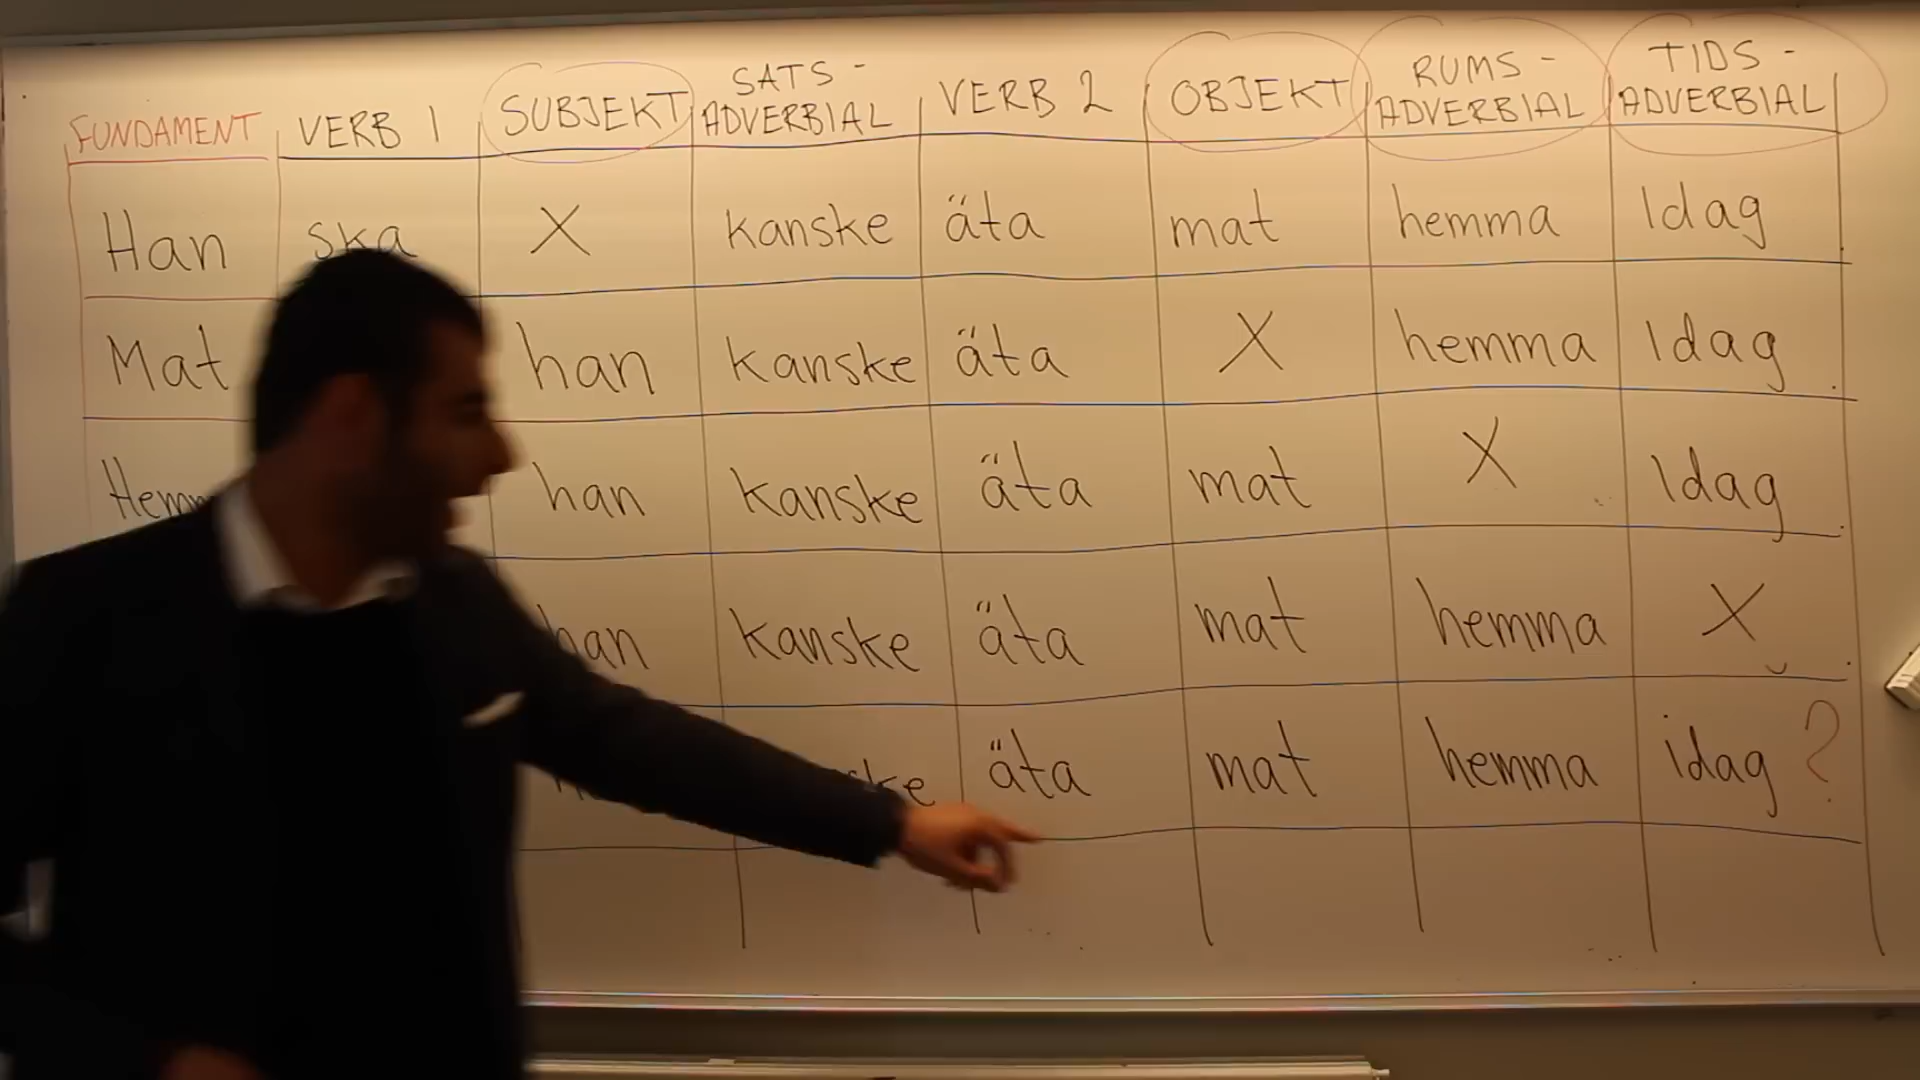 FUNDAMENT VERB 1 SUBJEKT SATS-ADVERBIAL VERB 2 OBJEKT RUMS-ADVERBIAL TIDS-ADVERBIAL
Han ska X kanske äta mat hemma Idag.
Mat han kanske äta X hemma Idag.
han kanske äta mat X Idag.
han kanske äta mat hemma X.
äta mat hemma idag?